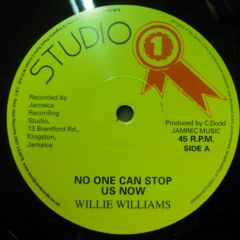 STUDIO
1
Recorded by
Jamaica
Recording
Studio,
13 Brentford Rd.,
Kingston,
Jamaica
Produced by C.Dodd
JAMREC MUSIC
45 R.P.M.
SIDE A
NO ONE CAN STOP
US NOW
WILLIE WILLIAMS